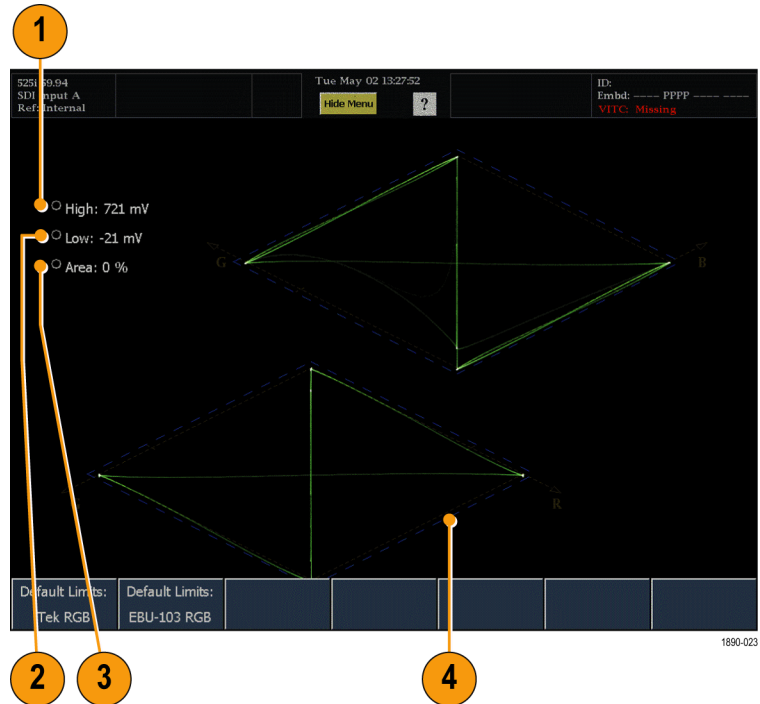 1
525i 59.94
SDI Input A
Ref: Internal
Tue May 02 13:27:52
Hide Menu
?
ID:
Embd: ---- PPPP ---- ----
VITC: Missing
High: 721 mV
Low: -21 mV
Area: 0 %
G
B
R
Default Limits:
Tek RGB
Default Limits:
EBU-103 RGB
1890-023
2
3
4